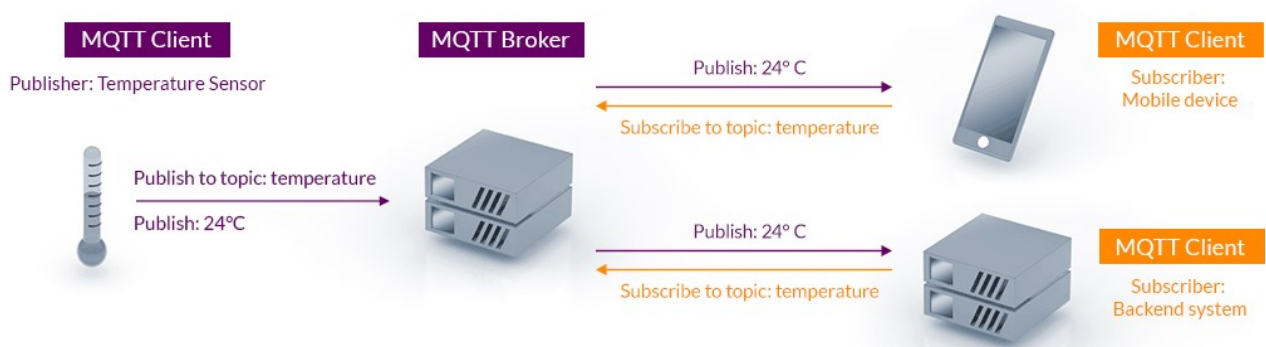 MQTT Client
Publisher: Temperature Sensor
Publish to topic: temperature
Publish: 24°C
MQTT Broker
Publish: 24° C
Subscribe to topic: temperature
MQTT Client
Subscriber:
Mobile device
Publish: 24° C
Subscribe to topic: temperature
MQTT Client
Subscriber:
Backend system